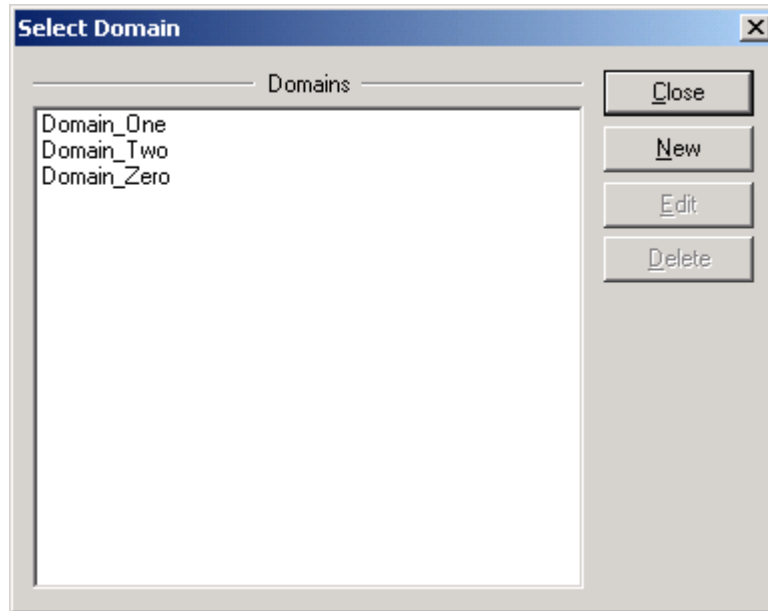 Select Domain
Domains
Domain_One
Domain_Two
Domain_Zero
Close
New
Edit
Delete